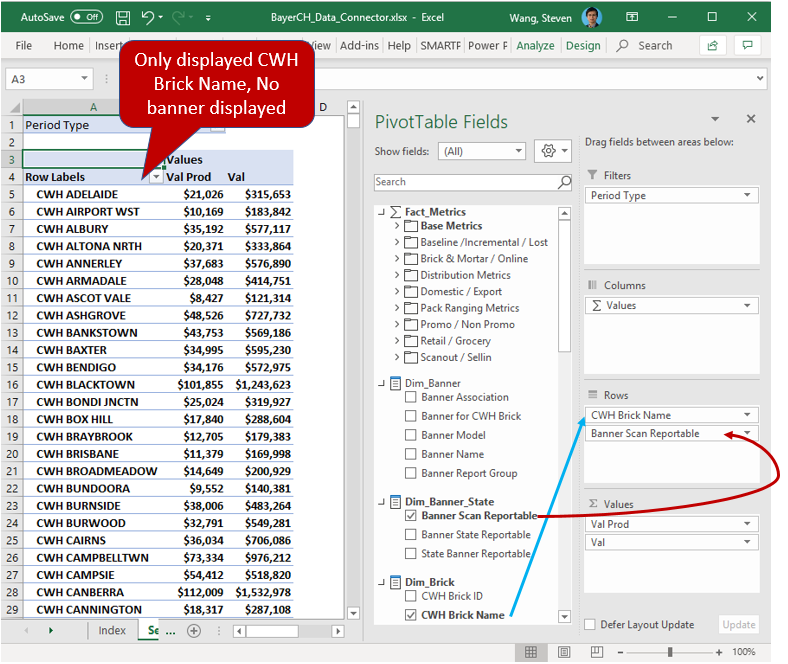 AutoSave Off BayerCH_Data_Connector.xlsx - Excel Wang, Steven
File Home Insert View Add-ins Help SMARTF Power P Analyze Design Search
Only displayed CWH
Brick Name, No
banner displayed
A3
A D
1 Period Type
2
3 Values
4 Row Labels Val Prod Val
5 CWH ADELAIDE $21,026 $315,653
6 CWH AIRPORT WST $10,169 $183,842
7 CWH ALBURY $35,192 $577,117
8 CWH ALTONA NRTH $20,371 $333,864
9 CWH ANNERLEY $37,683 $576,890
10 CWH ARMADALE $28,048 $414,751
11 CWH ASCOT VALE $8,427 $121,314
12 CWH ASHGROVE $48,526 $727,732
13 CWH BANKSTOWN $43,753 $569,186
14 CWH BAXTER $34,995 $595,230
15 CWH BENDIGO $34,176 $572,975
16 CWH BLACKTOWN $101,855 $1,243,623
17 CWH BONDI JNCTN $25,024 $319,927
18 CWH BOX HILL $17,840 $288,604
19 CWH BRAYBROOK $12,705 $179,383
20 CWH BRISBANE $11,379 $169,998
21 CWH BROADMEADOW $14,649 $200,929
22 CWH BUNDOORA $9,552 $140,381
23 CWH BURNSIDE $38,006 $483,264
24 CWH BURWOOD $32,791 $549,281
25 CWH CAIRNS $36,034 $706,086
26 CWH CAMPBELLTWN $73,334 $976,212
27 CWH CAMPSIE $54,412 $518,820
28 CWH CANBERRA $112,009 $1,532,978
29 CWH CANNINGTON $18,317 $287,108
Index Se ...
PivotTable Fields
Show fields: (All)
Search
Σ Fact_Metrics
Base Metrics
Baseline /Incremental / Lost
Brick & Mortar / Online
Distribution Metrics
Domestic / Export
Pack Ranging Metrics
Promo / Non Promo
Retail / Grocery
Scanout / Sellin
Dim_Banner
Banner Association
Banner for CWH Brick
Banner Model
Banner Name
Banner Report Group
Dim_Banner_State
Banner Scan Reportable
Banner State Reportable
State Banner Reportable
Dim_Brick
CWH Brick ID
CWH Brick Name
Drag fields between areas below:
Filters
Period Type
Columns
Σ Values
Rows
CWH Brick Name
Banner Scan Reportable
Σ Values
Val Prod
Val
Defer Layout Update Update
100%